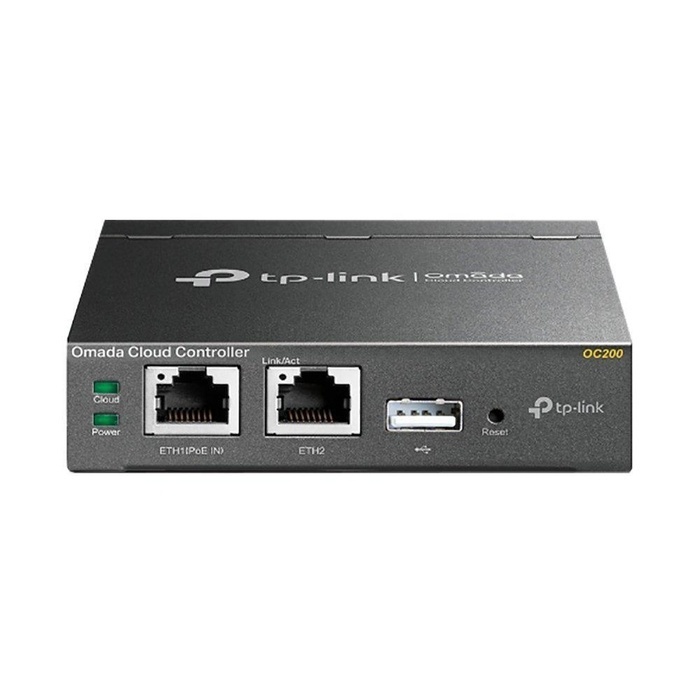 tp-link | Omada
Cloud Controller
Omada Cloud Controller
OC200
Link/Act
Cloud
Power
ETH1(PoE IN)
ETH2
Reset
tp-link